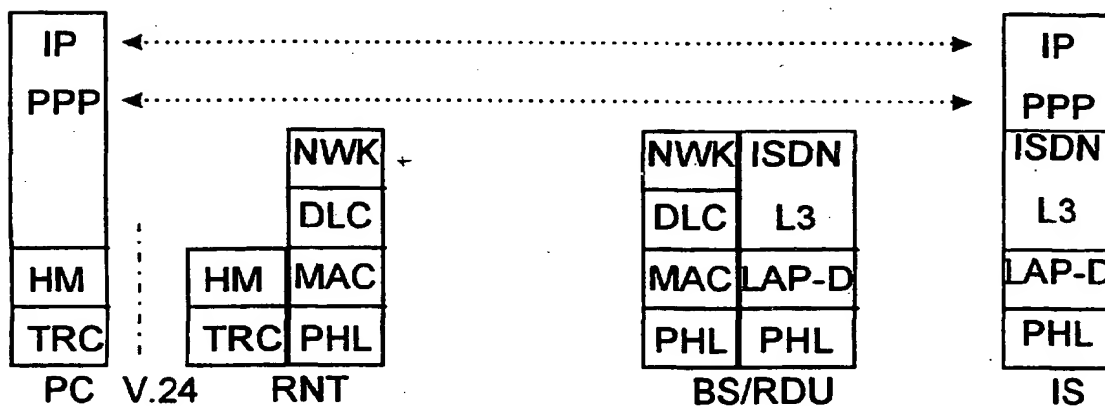 IP IP
PPP PPP
NWK NWK ISDN ISDN
DLC DLC L3 L3
HM HM MAC MAC LAP-D LAP-D
TRC TRC PHL PHL PHL PHL
PC V.24 RNT BS/RDU IS